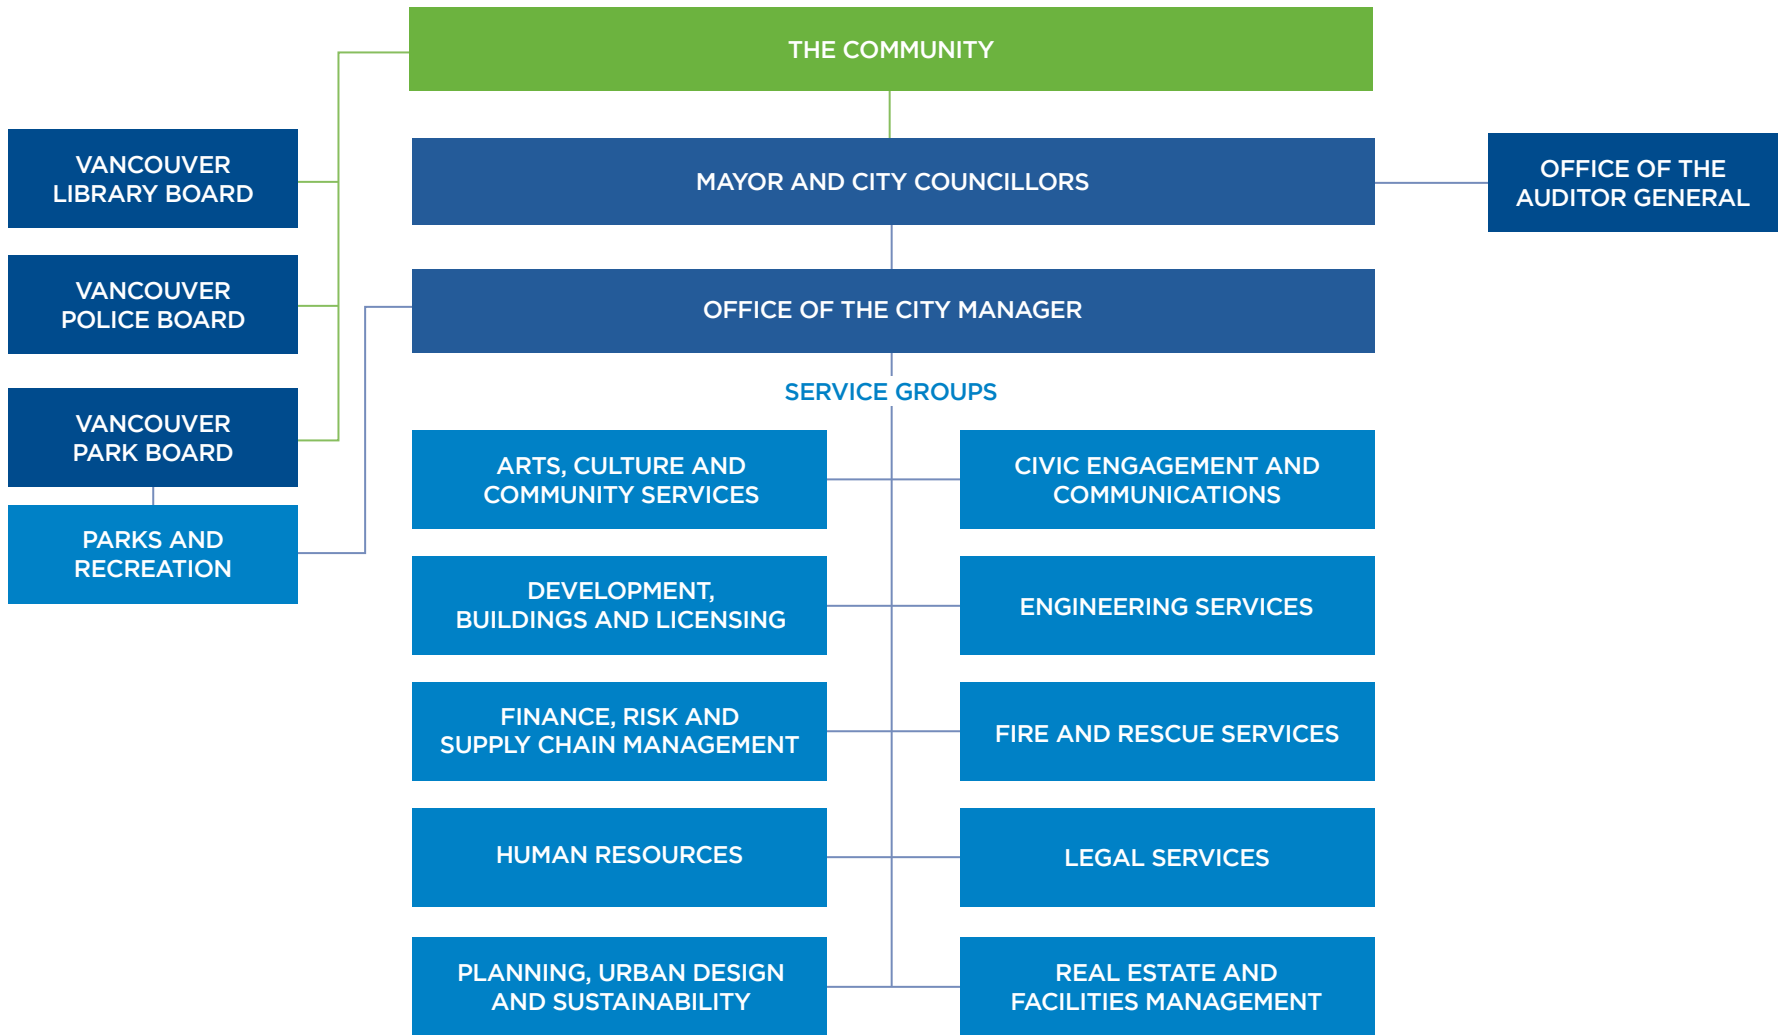 THE COMMUNITY
VANCOUVER
LIBRARY BOARD
MAYOR AND CITY COUNCILLORS
OFFICE OF THE
AUDITOR GENERAL
VANCOUVER
POLICE BOARD
OFFICE OF THE CITY MANAGER
VANCOUVER
PARK BOARD
PARKS AND
RECREATION
SERVICE GROUPS
ARTS, CULTURE AND
COMMUNITY SERVICES
CIVIC ENGAGEMENT AND
COMMUNICATIONS
DEVELOPMENT,
BUILDINGS AND LICENSING
ENGINEERING SERVICES
FINANCE, RISK AND
SUPPLY CHAIN MANAGEMENT
FIRE AND RESCUE SERVICES
HUMAN RESOURCES
LEGAL SERVICES
PLANNING, URBAN DESIGN
AND SUSTAINABILITY
REAL ESTATE AND
FACILITIES MANAGEMENT